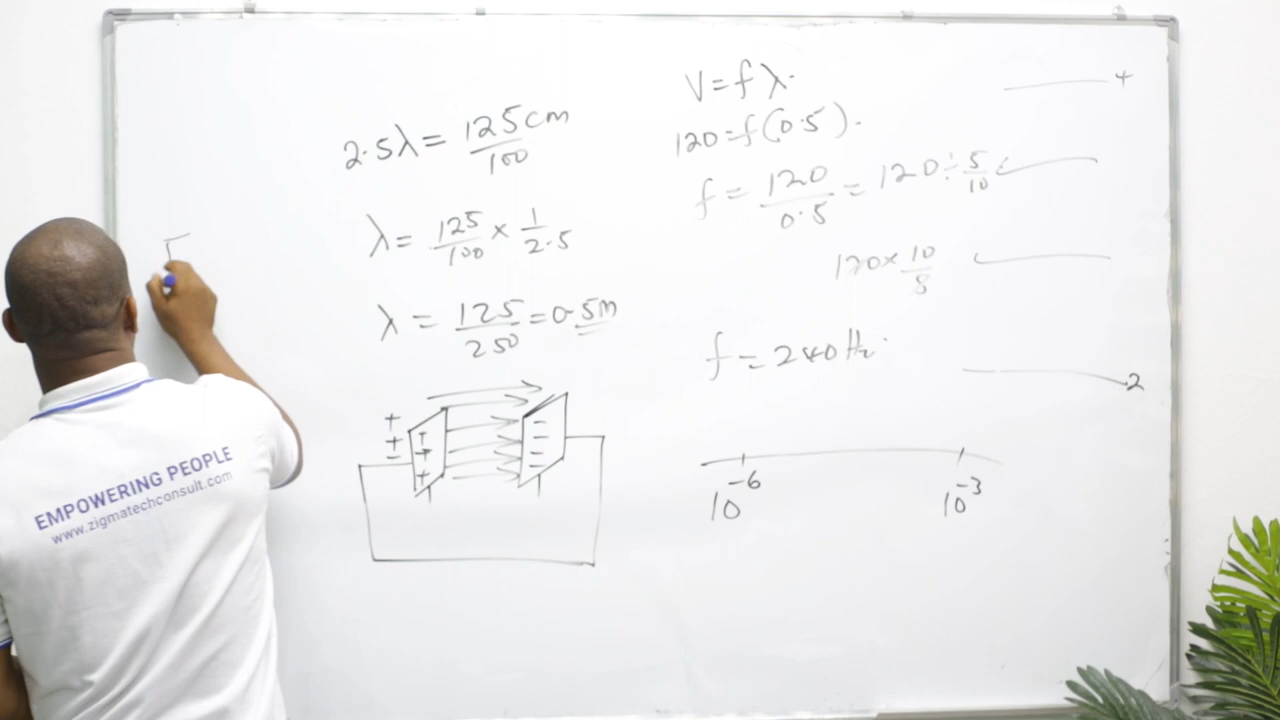 2.5λ = 125cm/100
λ = 125/100 × 1/2.5
λ = 125/250 = 0.5m
+
+ +
± +
+
V = f λ.
120 = f(0.5).
f = 120/0.5 = 120 ÷ 5/10
120 × 10/5
f = 240Hz.
4
2
10⁻⁶ 10⁻³
EMPOWERING PEOPLE
www.zigmatechconsult.com